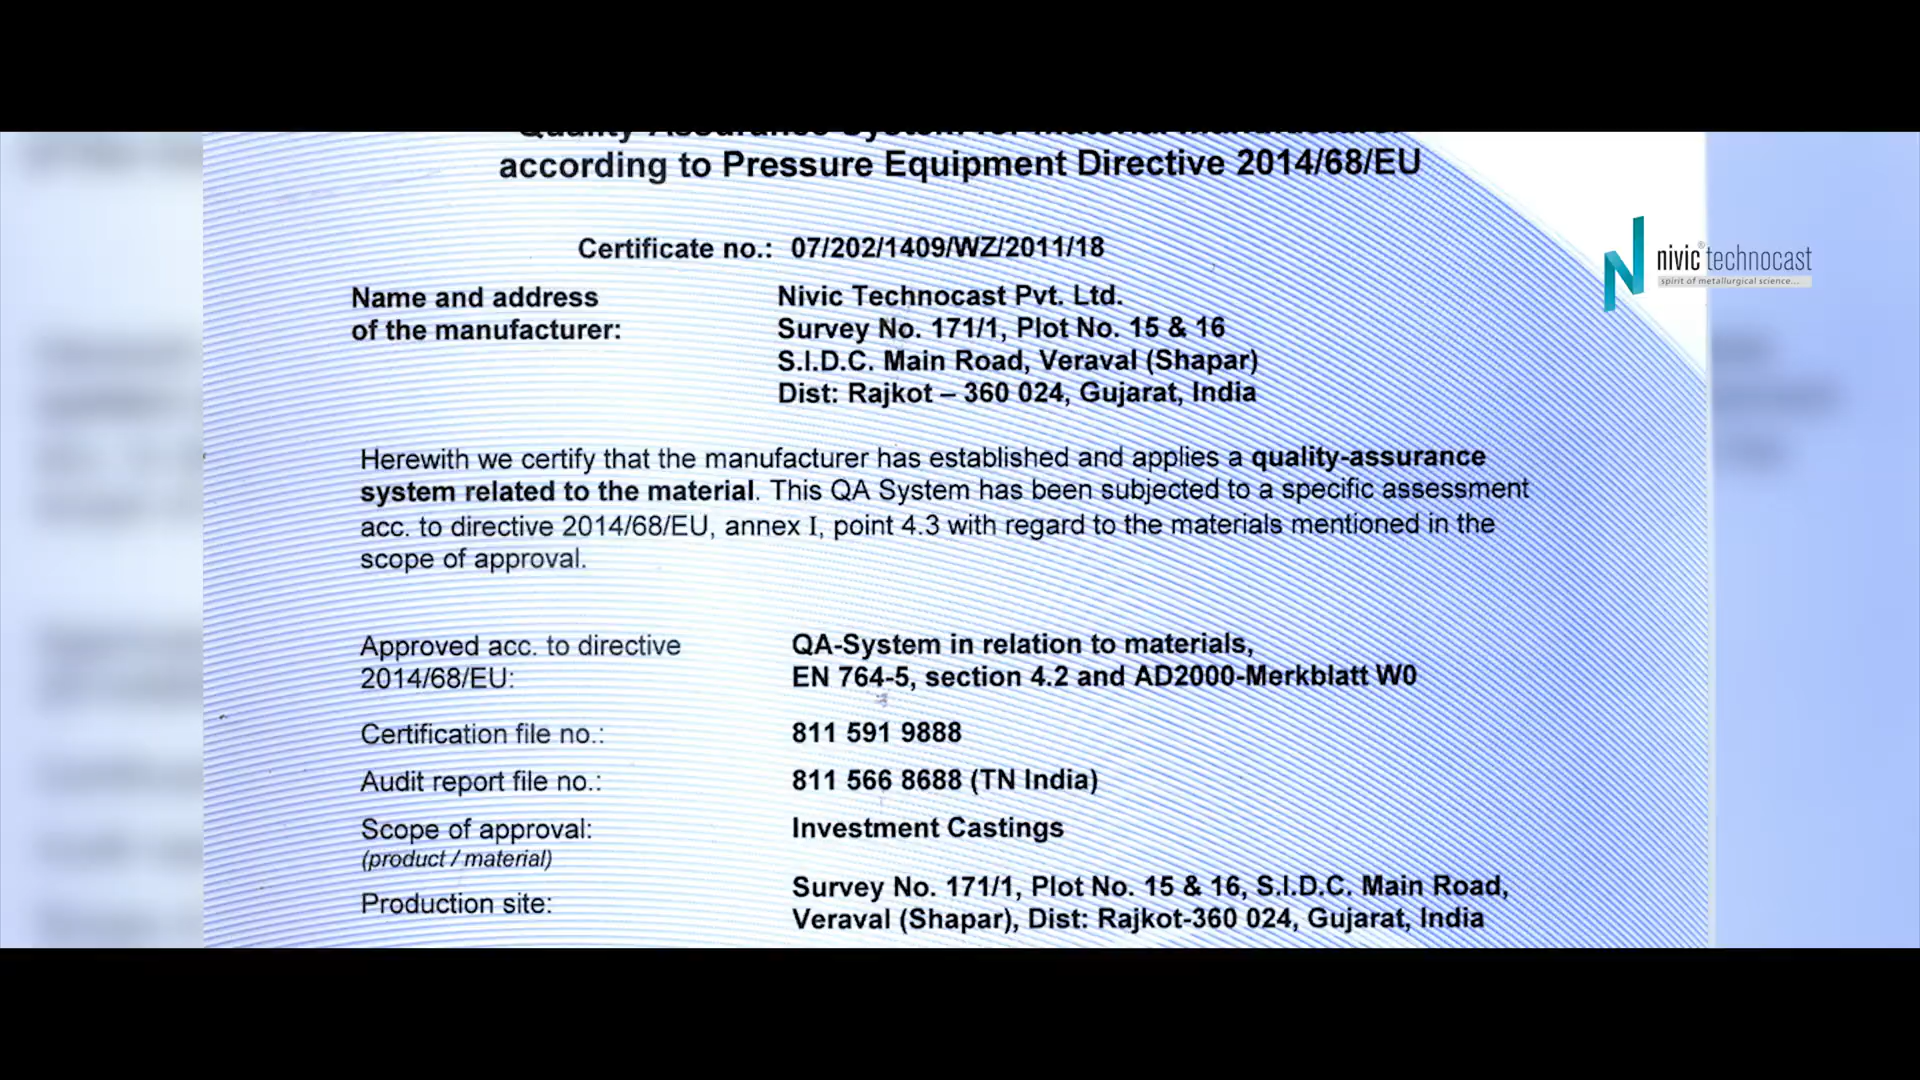 Quality Assurance System for Material Manufacturer
according to Pressure Equipment Directive 2014/68/EU
Certificate no.: 07/202/1409/WZ/2011/18
Name and address
of the manufacturer:
Nivic Technocast Pvt. Ltd.
Survey No. 171/1, Plot No. 15 & 16
S.I.D.C. Main Road, Veraval (Shapar)
Dist: Rajkot – 360 024, Gujarat, India
Herewith we certify that the manufacturer has established and applies a quality-assurance
system related to the material. This QA System has been subjected to a specific assessment
acc. to directive 2014/68/EU, annex I, point 4.3 with regard to the materials mentioned in the
scope of approval.
Approved acc. to directive
2014/68/EU:
QA-System in relation to materials,
EN 764-5, section 4.2 and AD2000-Merkblatt W0
Certification file no.: 811 591 9888
Audit report file no.: 811 566 8688 (TN India)
Scope of approval: Investment Castings
(product / material)
Production site:
Survey No. 171/1, Plot No. 15 & 16, S.I.D.C. Main Road,
Veraval (Shapar), Dist: Rajkot-360 024, Gujarat, India
nivic® technocast
spirit of metallurgical science...